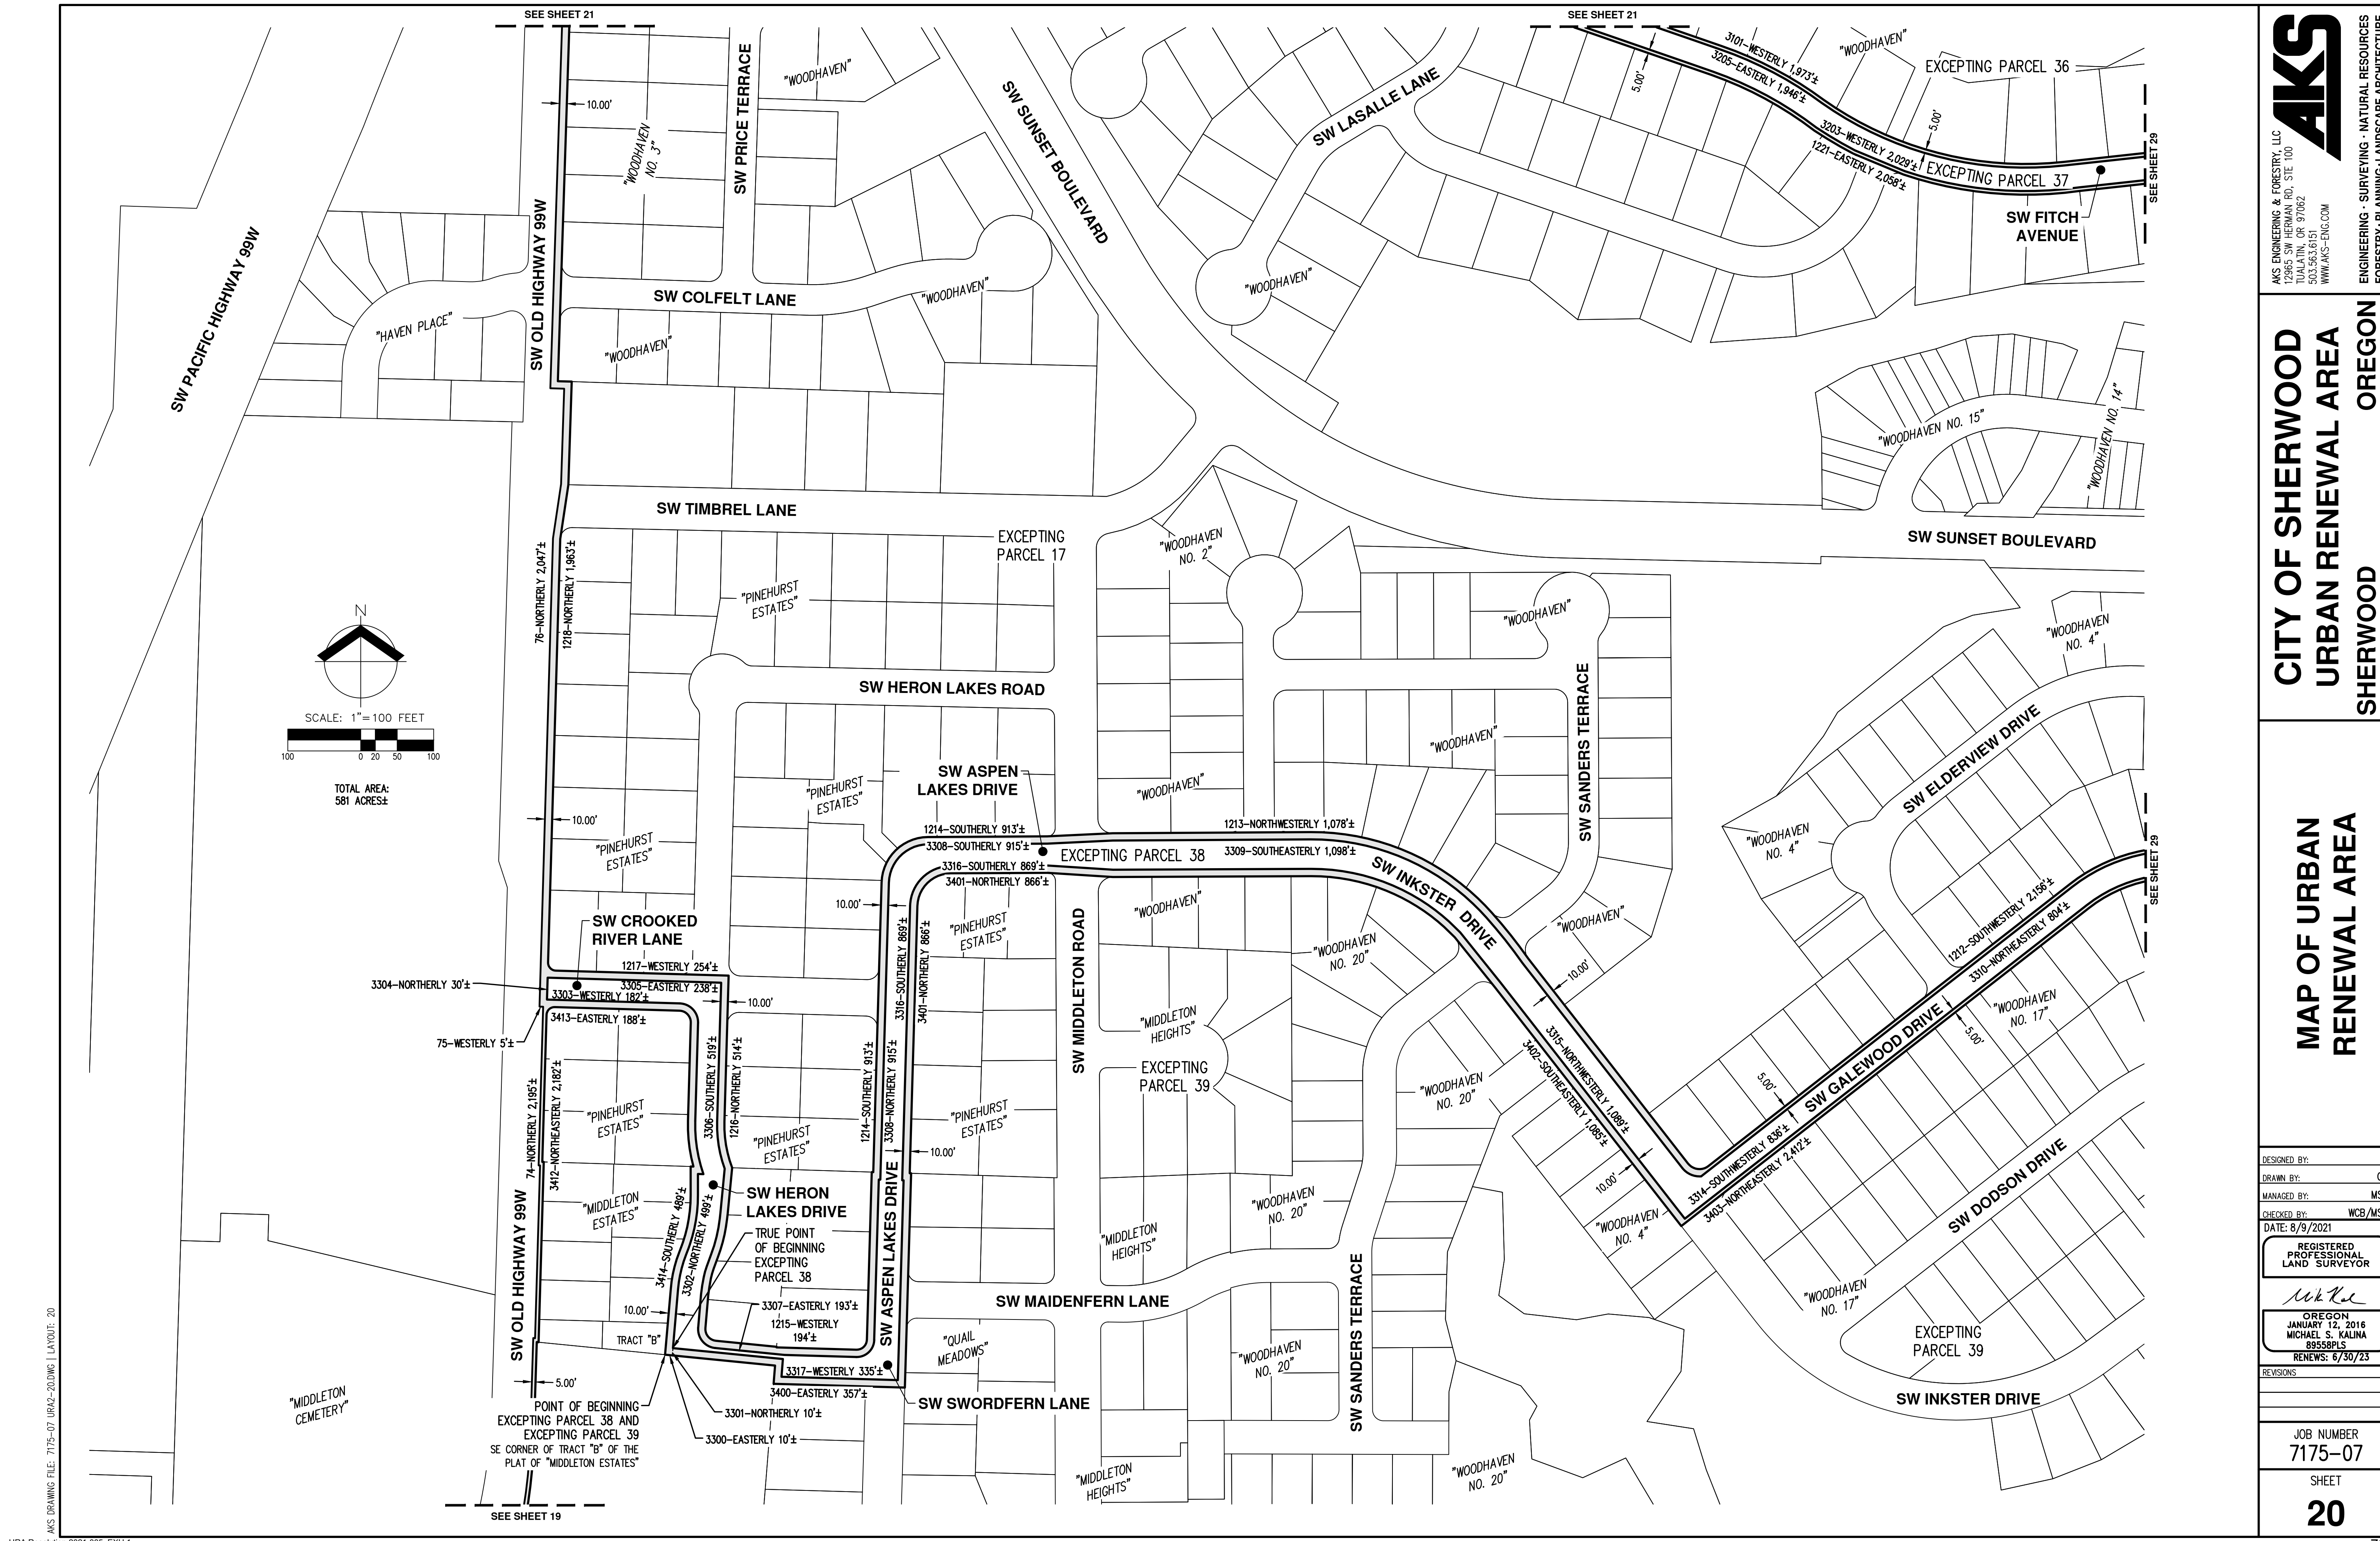 SEE SHEET 21
SEE SHEET 21
SW PACIFIC HIGHWAY 99W
SW OLD HIGHWAY 99W
10.00'
"WOODHAVEN
NO. 3"
SW PRICE TERRACE
"WOODHAVEN"
SW SUNSET BOULEVARD
SW LASALLE LANE
5.00'
3101-WESTERLY 1,973'±
3205-EASTERLY 1,946'±
"WOODHAVEN"
EXCEPTING PARCEL 36
5.00'
3203-WESTERLY 2,029'±
1221-EASTERLY 2,058'±
EXCEPTING PARCEL 37
SEE SHEET 29
SW FITCH
AVENUE
"HAVEN PLACE"
SW COLFELT LANE
"WOODHAVEN"
"WOODHAVEN"
"WOODHAVEN"
"WOODHAVEN NO. 15"
"WOODHAVEN NO. 14"
SW TIMBREL LANE
EXCEPTING
PARCEL 17
"WOODHAVEN
NO. 2"
SW SUNSET BOULEVARD
76-NORTHERLY 2,047'±
1218-NORTHERLY 1,963'±
"PINEHURST
ESTATES"
"WOODHAVEN"
"WOODHAVEN
NO. 4"
N
SCALE: 1"=100 FEET
100 0 20 50 100
TOTAL AREA:
581 ACRES±
SW HERON LAKES ROAD
SW SANDERS TERRACE
"WOODHAVEN"
SW ELDERVIEW DRIVE
SW ASPEN
LAKES DRIVE
"PINEHURST
ESTATES"
"WOODHAVEN"
10.00'
"PINEHURST
ESTATES"
1214-SOUTHERLY 913'±
3308-SOUTHERLY 915'±
3316-SOUTHERLY 869'±
3401-NORTHERLY 866'±
EXCEPTING PARCEL 38
1213-NORTHWESTERLY 1,078'±
3309-SOUTHEASTERLY 1,098'±
SW INKSTER DRIVE
"WOODHAVEN
NO. 4"
SEE SHEET 29
1212-SOUTHWESTERLY 2,156'±
3310-NORTHEASTERLY 804'±
10.00'
SW CROOKED
RIVER LANE
3316-SOUTHERLY 869'±
3401-NORTHERLY 866'±
"PINEHURST
ESTATES"
SW MIDDLETON ROAD
"WOODHAVEN"
"WOODHAVEN
NO. 20"
"WOODHAVEN"
10.00'
1217-WESTERLY 254'±
3304-NORTHERLY 30'±
3305-EASTERLY 238'±
3303-WESTERLY 182'±
10.00'
3413-EASTERLY 188'±
75-WESTERLY 5'±
"WOODHAVEN
NO. 17"
5.00'
"MIDDLETON
HEIGHTS"
EXCEPTING
PARCEL 39
74-NORTHERLY 2,195'±
3412-NORTHEASTERLY 2,182'±
3306-SOUTHERLY 519'±
1216-NORTHERLY 514'±
1214-SOUTHERLY 913'±
3308-NORTHERLY 915'±
"PINEHURST
ESTATES"
"PINEHURST
ESTATES"
"PINEHURST
ESTATES"
"WOODHAVEN
NO. 20"
3315-NORTHWESTERLY 1,089'±
3402-SOUTHEASTERLY 1,085'±
5.00'
SW GALEWOOD DRIVE
3314-SOUTHWESTERLY 836'±
3403-NORTHEASTERLY 2,412'±
10.00'
10.00'
SW OLD HIGHWAY 99W
"MIDDLETON
ESTATES"
3414-SOUTHERLY 489'±
3302-NORTHERLY 499'±
SW HERON
LAKES DRIVE
TRUE POINT
OF BEGINNING
EXCEPTING
PARCEL 38
SW ASPEN LAKES DRIVE
"MIDDLETON
HEIGHTS"
"WOODHAVEN
NO. 20"
"WOODHAVEN
NO. 4"
SW DODSON DRIVE
"WOODHAVEN
NO. 17"
10.00'
TRACT "B"
3307-EASTERLY 193'±
1215-WESTERLY
194'±
SW MAIDENFERN LANE
SW SANDERS TERRACE
"QUAIL
MEADOWS"
"WOODHAVEN
NO. 20"
EXCEPTING
PARCEL 39
3317-WESTERLY 335'±
3400-EASTERLY 357'±
SW SWORDFERN LANE
SW INKSTER DRIVE
"MIDDLETON
CEMETERY"
5.00'
POINT OF BEGINNING
EXCEPTING PARCEL 38 AND
EXCEPTING PARCEL 39
SE CORNER OF TRACT "B" OF THE
PLAT OF "MIDDLETON ESTATES"
3301-NORTHERLY 10'±
3300-EASTERLY 10'±
"MIDDLETON
HEIGHTS"
"WOODHAVEN
NO. 20"
SEE SHEET 19
AKS DRAWING FILE: 7175-07 URA2-20.DWG | LAYOUT: 20
AKS
AKS ENGINEERING & FORESTRY, LLC
12965 SW HERMAN RD, STE 100
TUALATIN, OR 97062
503.563.6151
WWW.AKS-ENG.COM
ENGINEERING · SURVEYING · NATURAL RESOURCES
FORESTRY · PLANNING · LANDSCAPE ARCHITECTURE
CITY OF SHERWOOD
URBAN RENEWAL AREA
SHERWOOD OREGON
MAP OF URBAN
RENEWAL AREA
DESIGNED BY:
DRAWN BY:
MANAGED BY: MS
CHECKED BY: WCB/MS
DATE: 8/9/2021
REGISTERED
PROFESSIONAL
LAND SURVEYOR
OREGON
JANUARY 12, 2016
MICHAEL S. KALINA
89558PLS
RENEWS: 6/30/23
REVISIONS
JOB NUMBER
7175-07
SHEET
20